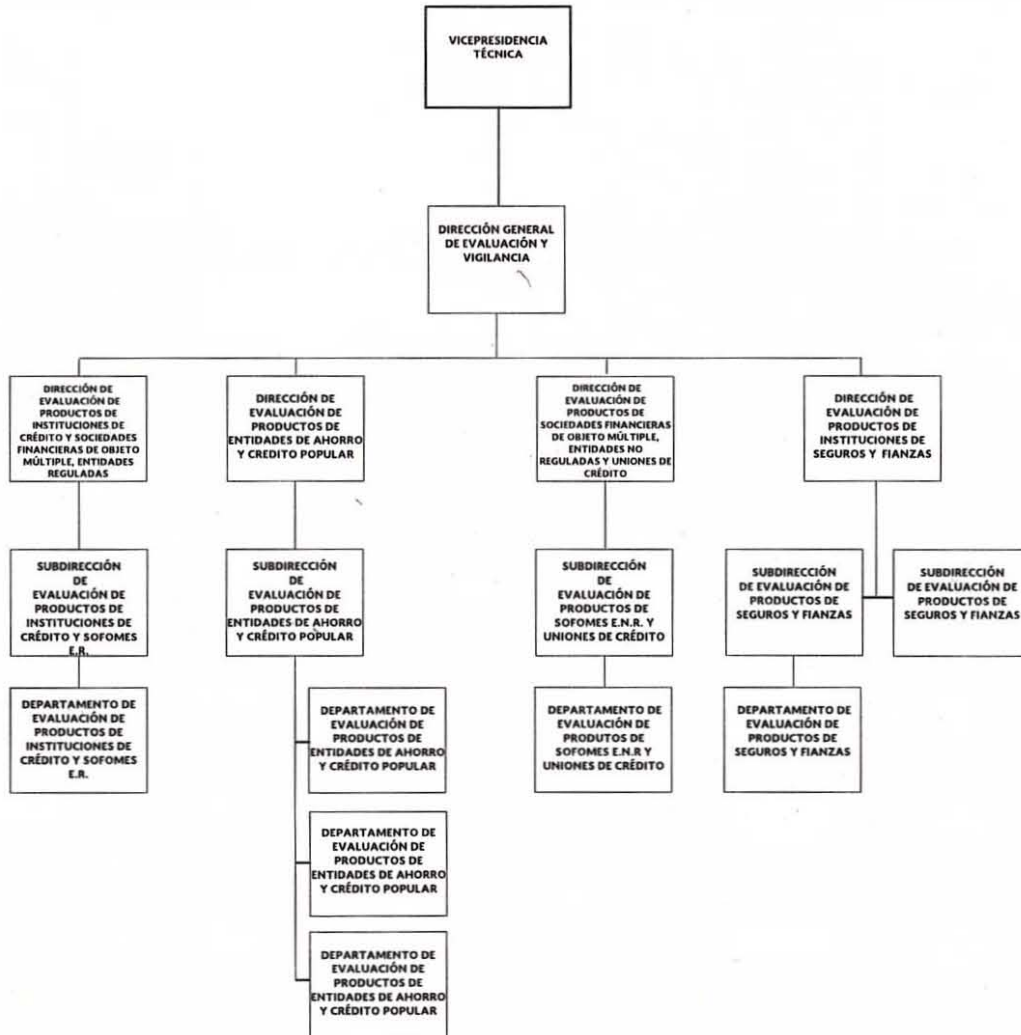 VICEPRESIDENCIA
TÉCNICA
DIRECCIÓN GENERAL
DE EVALUACIÓN Y
VIGILANCIA
DIRECCIÓN DE
EVALUACIÓN DE
PRODUCTOS DE
INSTITUCIONES DE
CRÉDITO Y SOCIEDADES
FINANCIERAS DE OBJETO
MÚLTIPLE, ENTIDADES
REGULADAS
DIRECCIÓN DE
EVALUACIÓN DE
PRODUCTOS DE
ENTIDADES DE AHORRO
Y CREDITO POPULAR
DIRECCIÓN DE
EVALUACIÓN DE
PRODUCTOS DE
SOCIEDADES FINANCIERAS
DE OBJETO MÚLTIPLE,
ENTIDADES NO
REGULADAS Y UNIONES DE
CRÉDITO
DIRECCIÓN DE
EVALUACIÓN DE
PRODUCTOS DE
INSTITUCIONES DE
SEGUROS Y FIANZAS
SUBDIRECCIÓN
DE
EVALUACIÓN DE
PRODUCTOS DE
INSTITUCIONES DE
CRÉDITO Y SOFOMES
E.R.
SUBDIRECCIÓN
DE
EVALUACIÓN DE
PRODUCTOS DE
ENTIDADES DE AHORRO
Y CRÉDITO POPULAR
SUBDIRECCIÓN
DE
EVALUACIÓN DE
PRODUCTOS DE
SOFOMES E.N.R. Y
UNIONES DE CRÉDITO
SUBDIRECCIÓN
DE EVALUACIÓN DE
PRODUCTOS DE
SEGUROS Y FIANZAS
SUBDIRECCIÓN
DE EVALUACIÓN DE
PRODUCTOS DE
SEGUROS Y FIANZAS
DEPARTAMENTO DE
EVALUACIÓN DE
PRODUCTOS DE
INSTITUCIONES DE
CRÉDITO Y SOFOMES
E.R.
DEPARTAMENTO DE
EVALUACIÓN DE
PRODUCTOS DE
ENTIDADES DE AHORRO
Y CRÉDITO POPULAR
DEPARTAMENTO DE
EVALUACIÓN DE
PRODUTOS DE
SOFOMES E.N.R Y
UNIONES DE CRÉDITO
DEPARTAMENTO DE
EVALUACIÓN DE
PRODUCTOS DE
SEGUROS Y FIANZAS
DEPARTAMENTO DE
EVALUACIÓN DE
PRODUCTOS DE
ENTIDADES DE AHORRO
Y CRÉDITO POPULAR
DEPARTAMENTO DE
EVALUACIÓN DE
PRODUCTOS DE
ENTIDADES DE AHORRO
Y CRÉDITO POPULAR